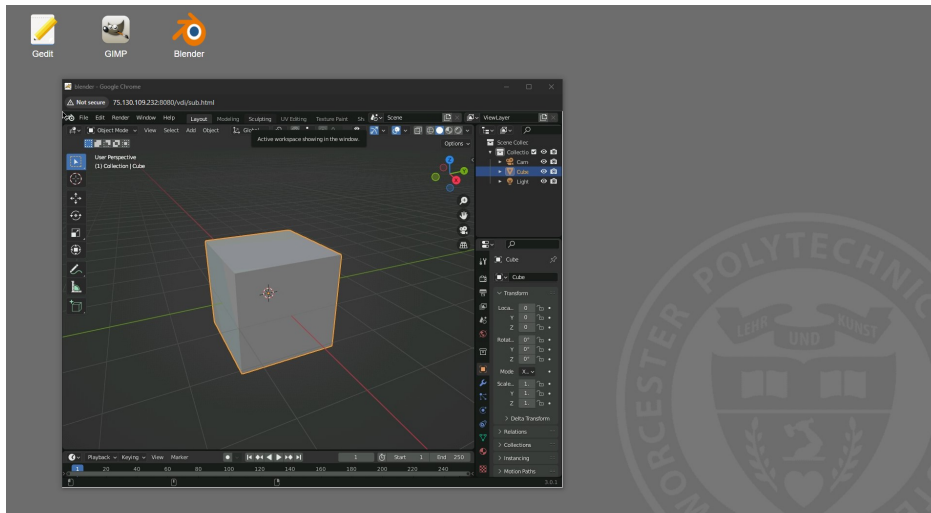 Gedit
GIMP
Blender
blender - Google Chrome
Not secure 75.130.109.232:8080/vdi/sub.html
File Edit Render Window Help Layout Modeling Sculpting UV Editing Texture Paint Sh. Scene ViewLayer
Object Mode View Select Add Object
Active workspace showing in the window.
Options
User Perspective
(1) Collection | Cube
Z
Y
X
Scene Collec
Collectio
Cam
Cube
Light
Cube
Cube
Transform
Loca.. 0
Y 0
Z 0
Rotat.. 0°
Y 0°
Z 0°
Mode X..
Scale.. 1.
Y 1.
Z 1.
Delta Transform
Relations
Collections
Instancing
Motion Paths
Playback Keying View Marker 1 Start 1 End 250
1 20 40 60 80 100 120 140 160 180 200 220 240
3.0.1
WORCESTER POLYTECHNI
LEHR UND KUNST